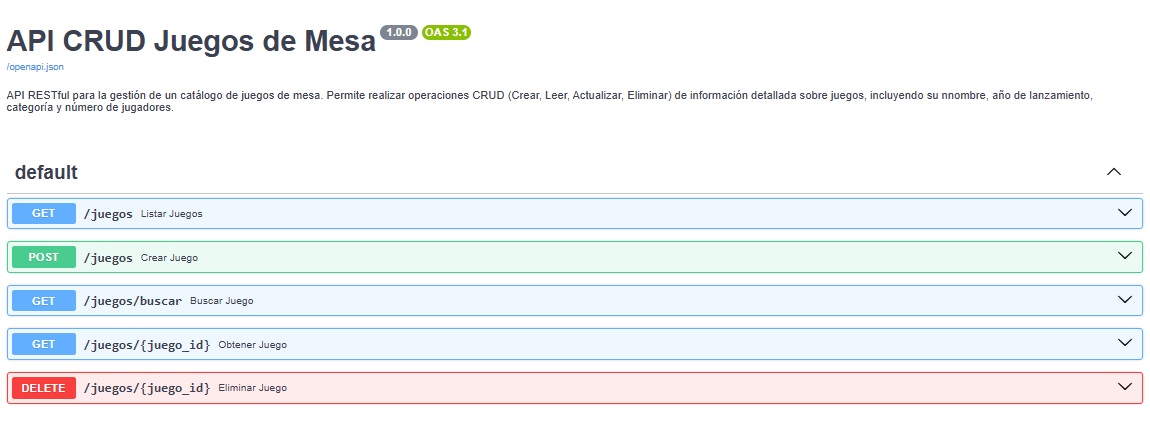 API CRUD Juegos de Mesa 1.0.0 OAS 3.1
/openapi.json
API RESTful para la gestión de un catálogo de juegos de mesa. Permite realizar operaciones CRUD (Crear, Leer, Actualizar, Eliminar) de información detallada sobre juegos, incluyendo su nnombre, año de lanzamiento,
categoría y número de jugadores.
default
GET /juegos Listar Juegos
POST /juegos Crear Juego
GET /juegos/buscar Buscar Juego
GET /juegos/{juego_id} Obtener Juego
DELETE /juegos/{juego_id} Eliminar Juego